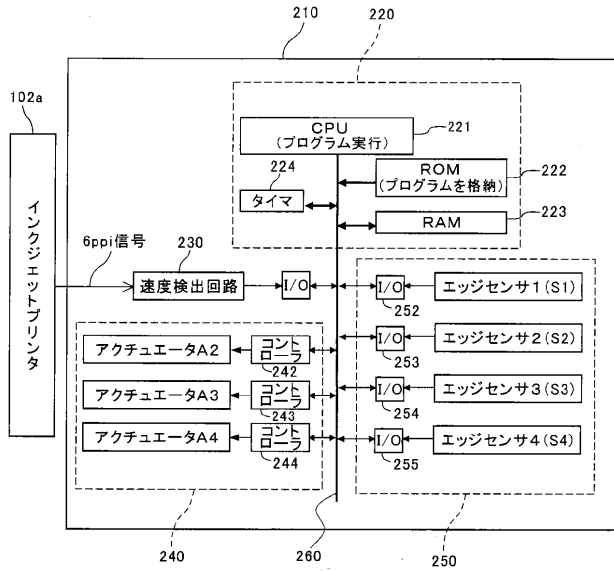 210
220
102a
CPU
(プログラム実行)
221
224
タイマ
ROM
(プログラムを格納)
222
RAM
223
インクジェットプリンタ
6ppi信号
230
速度検出回路
I/O
I/O
252
エッジセンサ1(S1)
I/O
253
エッジセンサ2(S2)
I/O
254
エッジセンサ3(S3)
I/O
255
エッジセンサ4(S4)
アクチュエータA2
コント
ローラ
242
アクチュエータA3
コント
ローラ
243
アクチュエータA4
コント
ローラ
244
240
260
250